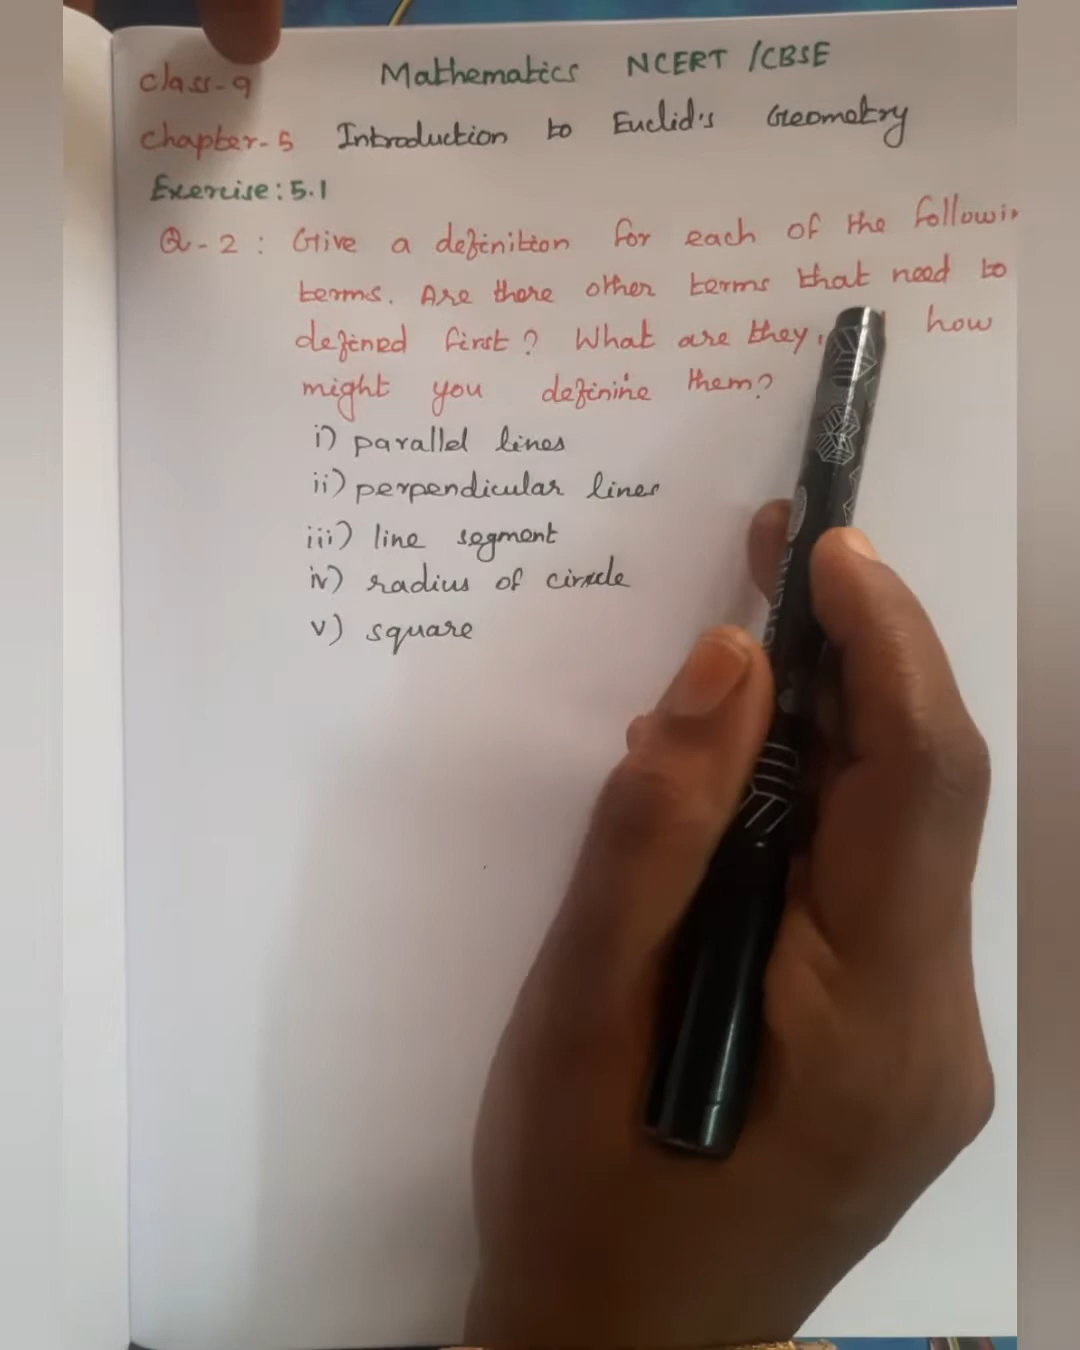 Class-9 Mathematics NCERT /CBSE
Chapter-5 Introduction to Euclid's Geometry
Exercise: 5.1
Q-2: Give a definition for each of the followin
terms. Are there other terms that need to
defined first? What are they, how
might you definine them?
i) parallel lines
ii) perpendicular lines
iii) line segment
iv) radius of circle
v) square